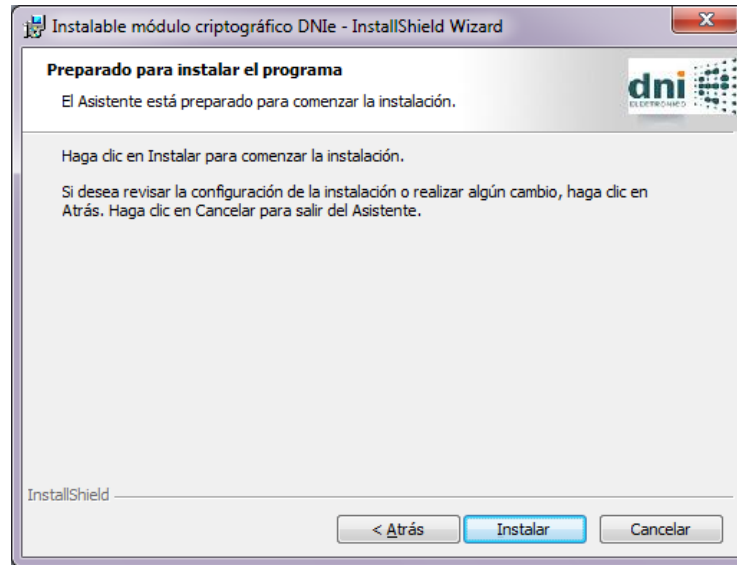 Instalable módulo criptográfico DNIe - InstallShield Wizard
Preparado para instalar el programa
El Asistente está preparado para comenzar la instalación.
dni
ELECTRONICO
Haga clic en Instalar para comenzar la instalación.
Si desea revisar la configuración de la instalación o realizar algún cambio, haga clic en
Atrás. Haga clic en Cancelar para salir del Asistente.
InstallShield
< Atrás
Instalar
Cancelar